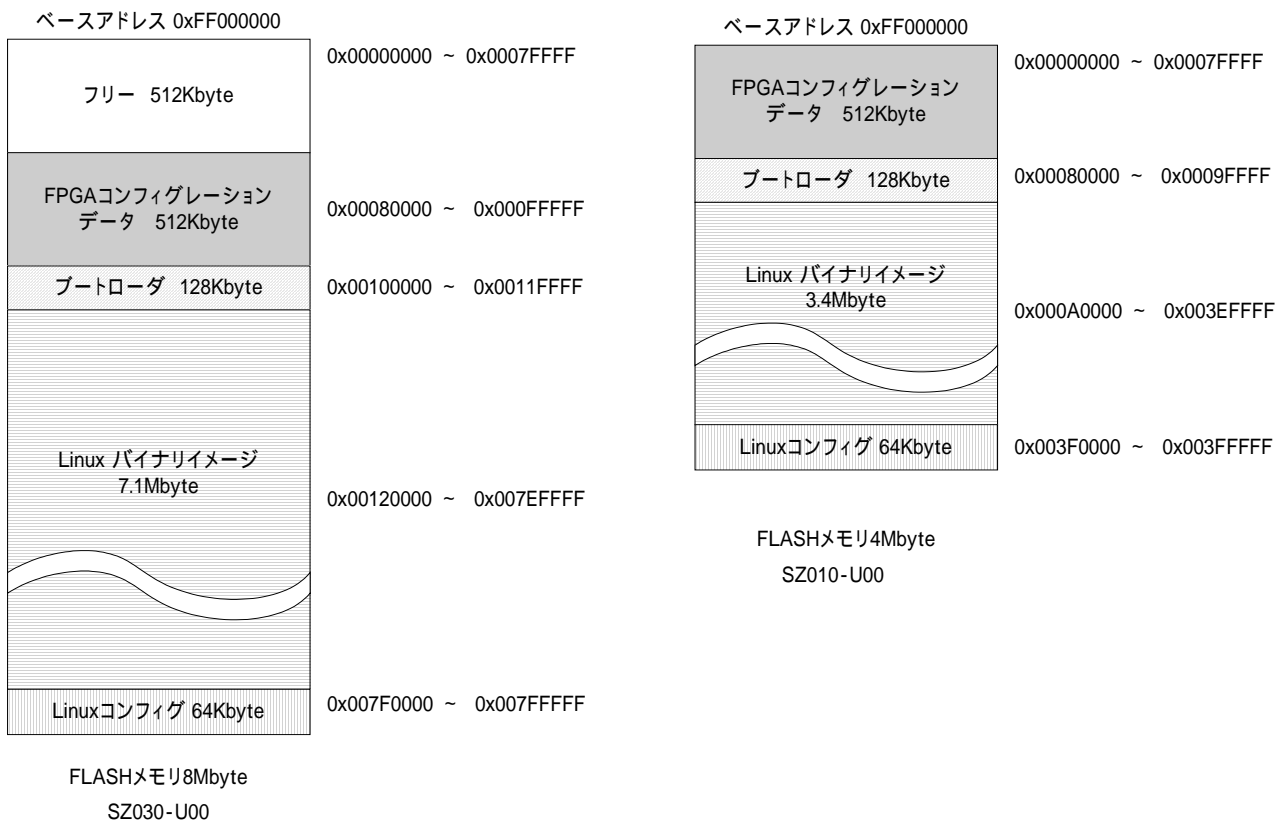 ベースアドレス 0xFF000000
フリー 512Kbyte
0x00000000 ~ 0x0007FFFF
FPGAコンフィグレーション
データ 512Kbyte
0x00080000 ~ 0x000FFFFF
ブートローダ 128Kbyte
0x00100000 ~ 0x0011FFFF
Linux バイナリイメージ
7.1Mbyte
0x00120000 ~ 0x007EFFFF
Linuxコンフィグ 64Kbyte
0x007F0000 ~ 0x007FFFFF
FLASHメモリ8Mbyte
SZ030-U00
ベースアドレス 0xFF000000
FPGAコンフィグレーション
データ 512Kbyte
0x00000000 ~ 0x0007FFFF
ブートローダ 128Kbyte
0x00080000 ~ 0x0009FFFF
Linux バイナリイメージ
3.4Mbyte
0x000A0000 ~ 0x003EFFFF
Linuxコンフィグ 64Kbyte
0x003F0000 ~ 0x003FFFFF
FLASHメモリ4Mbyte
SZ010-U00